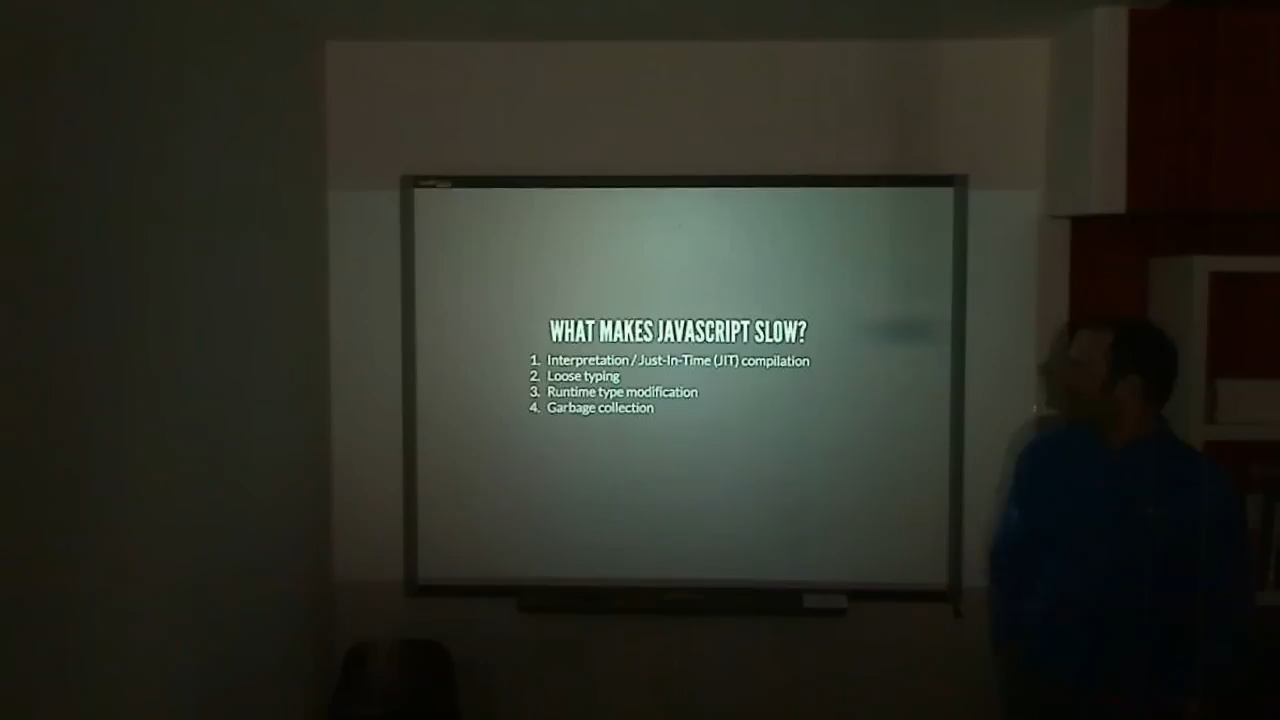 WHAT MAKES JAVASCRIPT SLOW?
1. Interpretation / Just-In-Time (JIT) compilation
2. Loose typing
3. Runtime type modification
4. Garbage collection